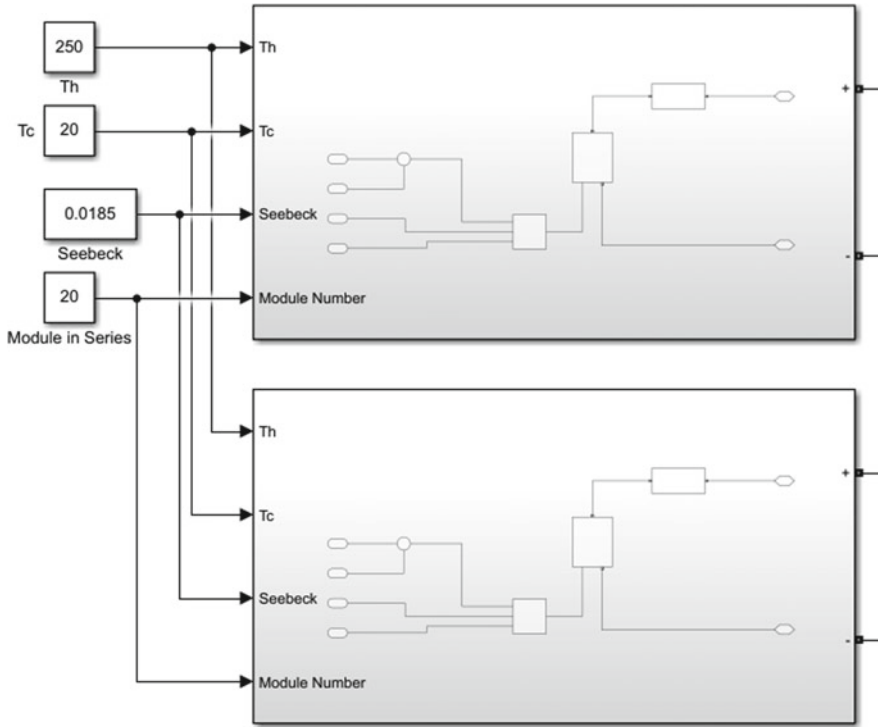 250
Th
Th
Tc
20
Tc
0.0185
Seebeck
Seebeck
20
Module Number
Module in Series
+
-
Th
Tc
Seebeck
Module Number
+
-